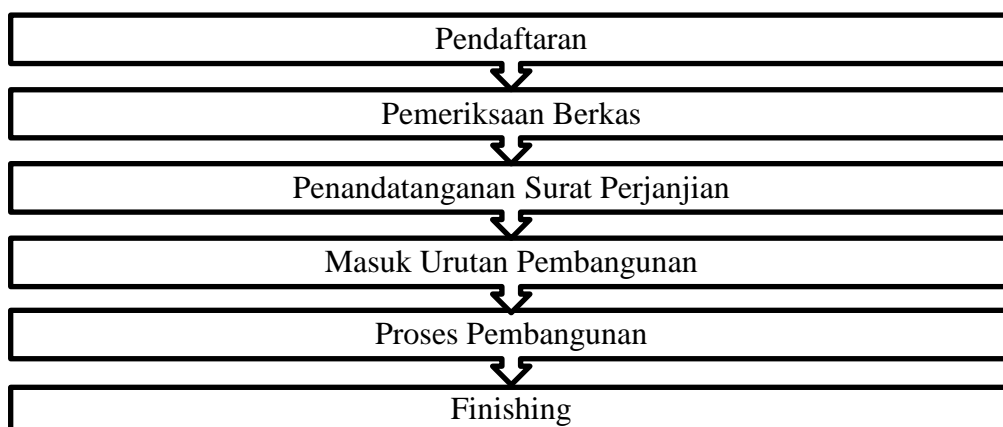 Pendaftaran
Pemeriksaan Berkas
Penandatanganan Surat Perjanjian
Masuk Urutan Pembangunan
Proses Pembangunan
Finishing